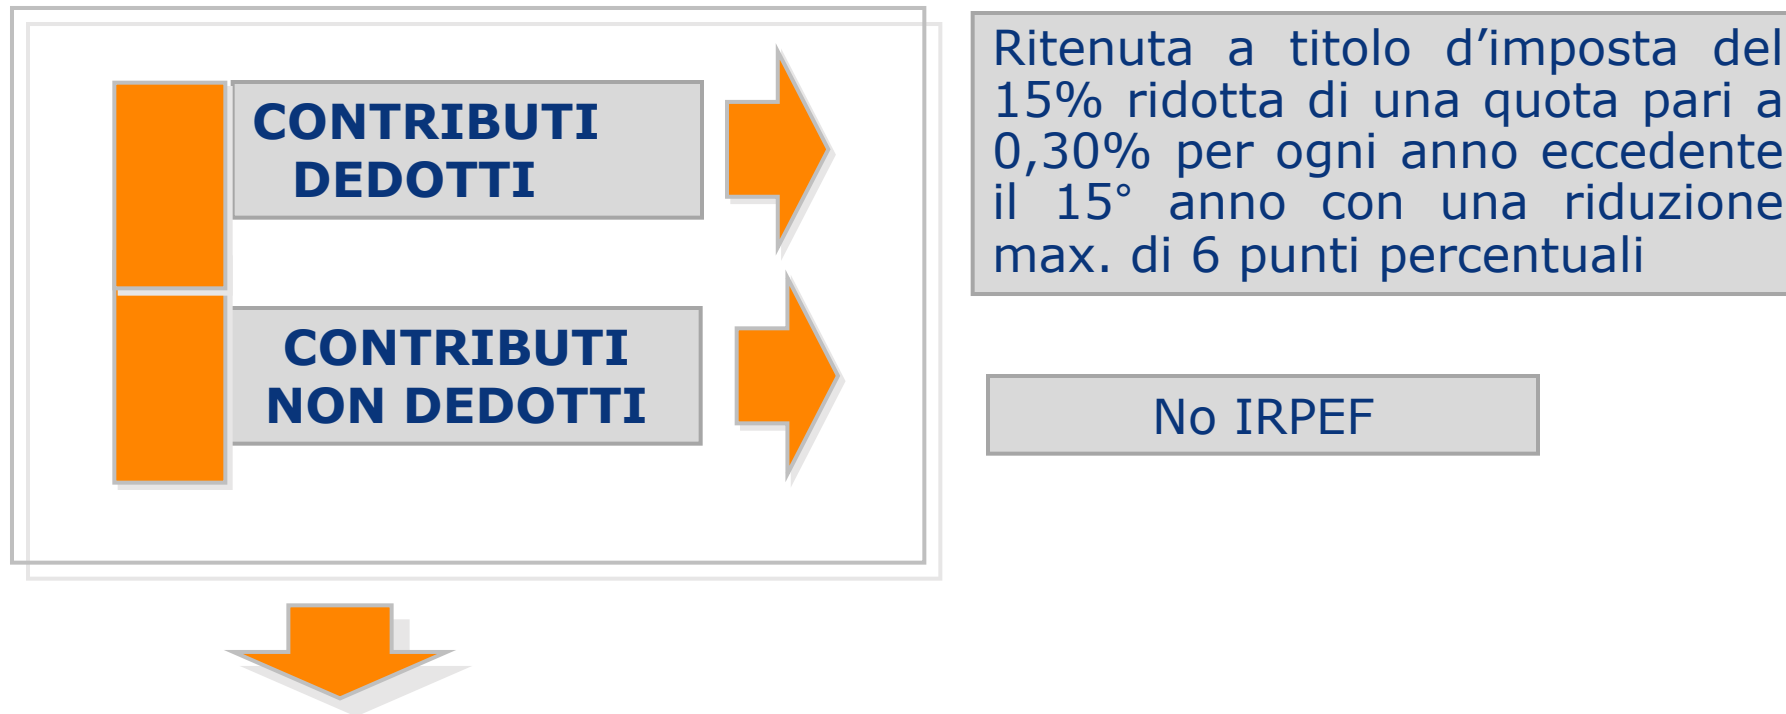 CONTRIBUTI
DEDOTTI
Ritenuta a titolo d’imposta del
15% ridotta di una quota pari a
0,30% per ogni anno eccedente
il 15° anno con una riduzione
max. di 6 punti percentuali
CONTRIBUTI
NON DEDOTTI
No IRPEF